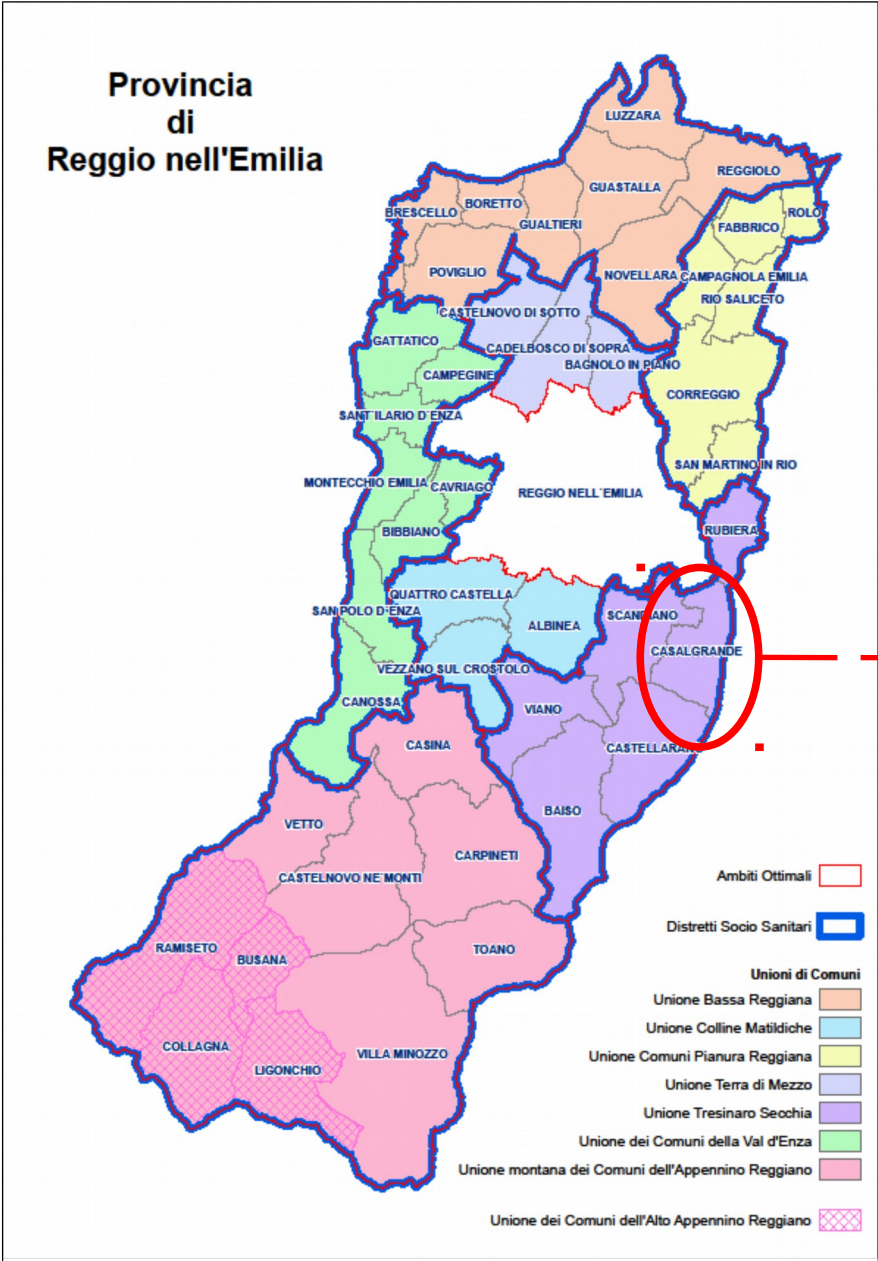 Provincia
di
Reggio nell'Emilia
LUZZARA
REGGIOLO
GUASTALLA
BORETTO
BRESCELLO
ROLO
GUALTIERI
FABBRICO
POVIGLIO
NOVELLARA
CAMPAGNOLA EMILIA
RIO SALICETO
CASTELNOVO DI SOTTO
GATTATICO
CADELBOSCO DI SOPRA
BAGNOLO IN PIANO
CAMPEGINE
CORREGGIO
SANT´ILARIO D´ENZA
SAN MARTINO IN RIO
MONTECCHIO EMILIA
CAVRIAGO
REGGIO NELL´EMILIA
BIBBIANO
RUBIERA
QUATTRO CASTELLA
SAN POLO D´ENZA
ALBINEA
SCANDIANO
CASALGRANDE
VEZZANO SUL CROSTOLO
CANOSSA
VIANO
CASINA
CASTELLARANO
BAISO
VETTO
CARPINETI
CASTELNOVO NE´MONTI
RAMISETO
BUSANA
TOANO
COLLAGNA
LIGONCHIO
VILLA MINOZZO
Ambiti Ottimali
Distretti Socio Sanitari
Unioni di Comuni
Unione Bassa Reggiana
Unione Colline Matildiche
Unione Comuni Pianura Reggiana
Unione Terra di Mezzo
Unione Tresinaro Secchia
Unione dei Comuni della Val d'Enza
Unione montana dei Comuni dell'Appennino Reggiano
Unione dei Comuni dell'Alto Appennino Reggiano